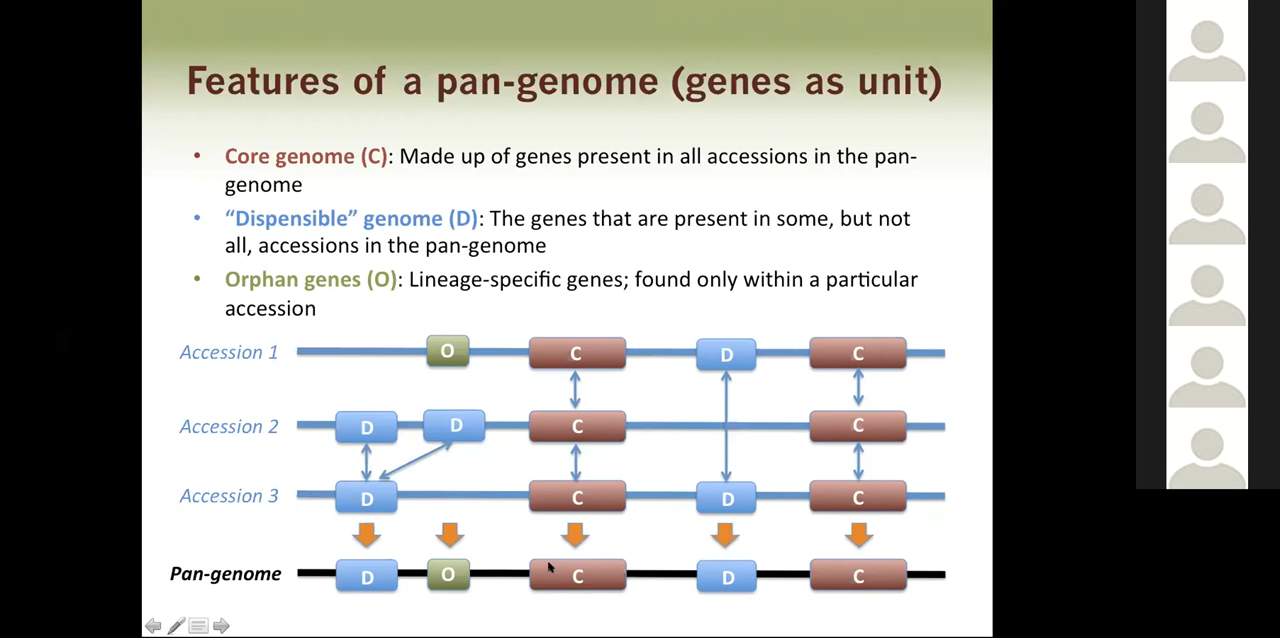 Features of a pan-genome (genes as unit)
• Core genome (C): Made up of genes present in all accessions in the pan-
genome
• “Dispensible” genome (D): The genes that are present in some, but not
all, accessions in the pan-genome
• Orphan genes (O): Lineage-specific genes; found only within a particular
accession
Accession 1 O C D C
Accession 2 D D C C
Accession 3 D C D C
Pan-genome D O C D C